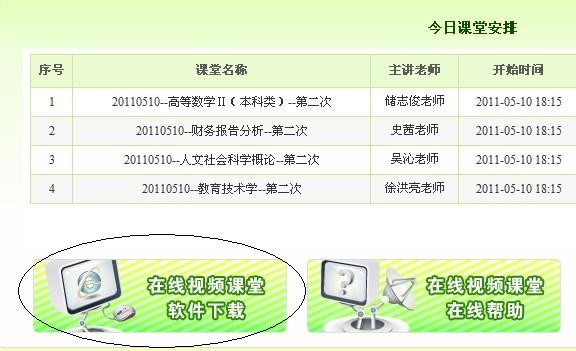 今日课堂安排
序号 课堂名称 主讲老师 开始时间
1 20110510--高等数学Ⅱ（本科类）--第二次 储志俊老师 2011-05-10 18:15
2 20110510--财务报告分析--第二次 史茜老师 2011-05-10 18:15
3 20110510--人文社会科学概论--第二次 吴沁老师 2011-05-10 18:15
4 20110510--教育技术学--第二次 徐洪亮老师 2011-05-10 18:15
在线视频课堂
软件下载
?
在线视频课堂
在线帮助